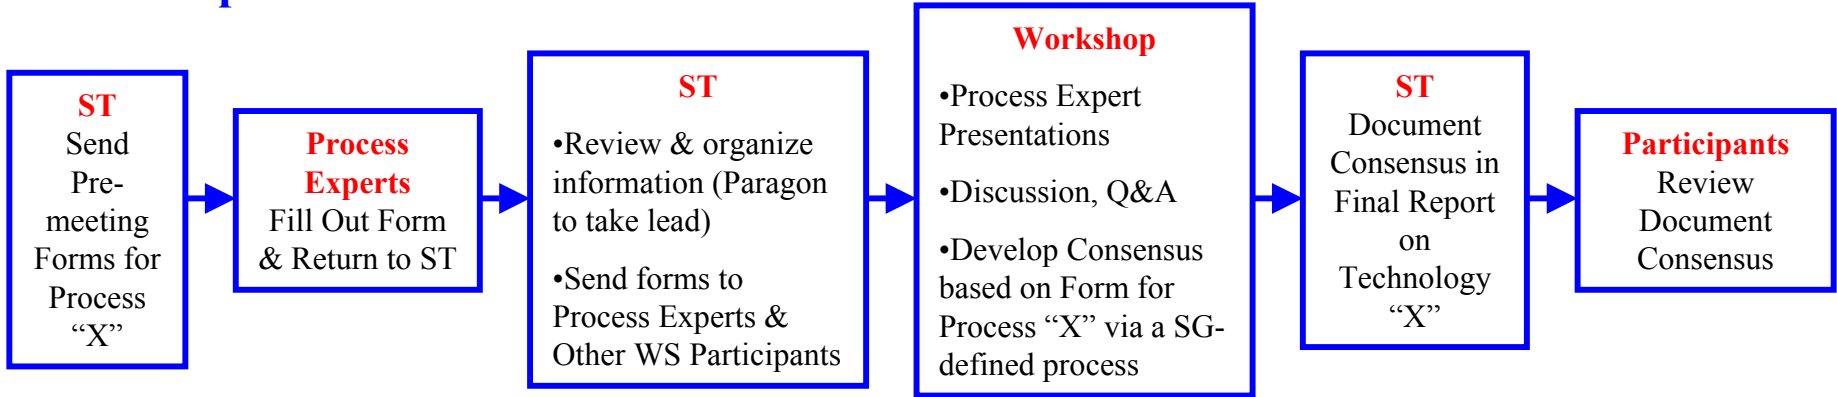 ST
Send
Pre-
meeting
Forms for
Process
“X”
Process
Experts
Fill Out Form
& Return to ST
ST
•Review & organize
information (Paragon
to take lead)
•Send forms to
Process Experts &
Other WS Participants
Workshop
•Process Expert
Presentations
•Discussion, Q&A
•Develop Consensus
based on Form for
Process “X” via a SG-
defined process
ST
Document
Consensus in
Final Report
on
Technology
“X”
Participants
Review
Document
Consensus